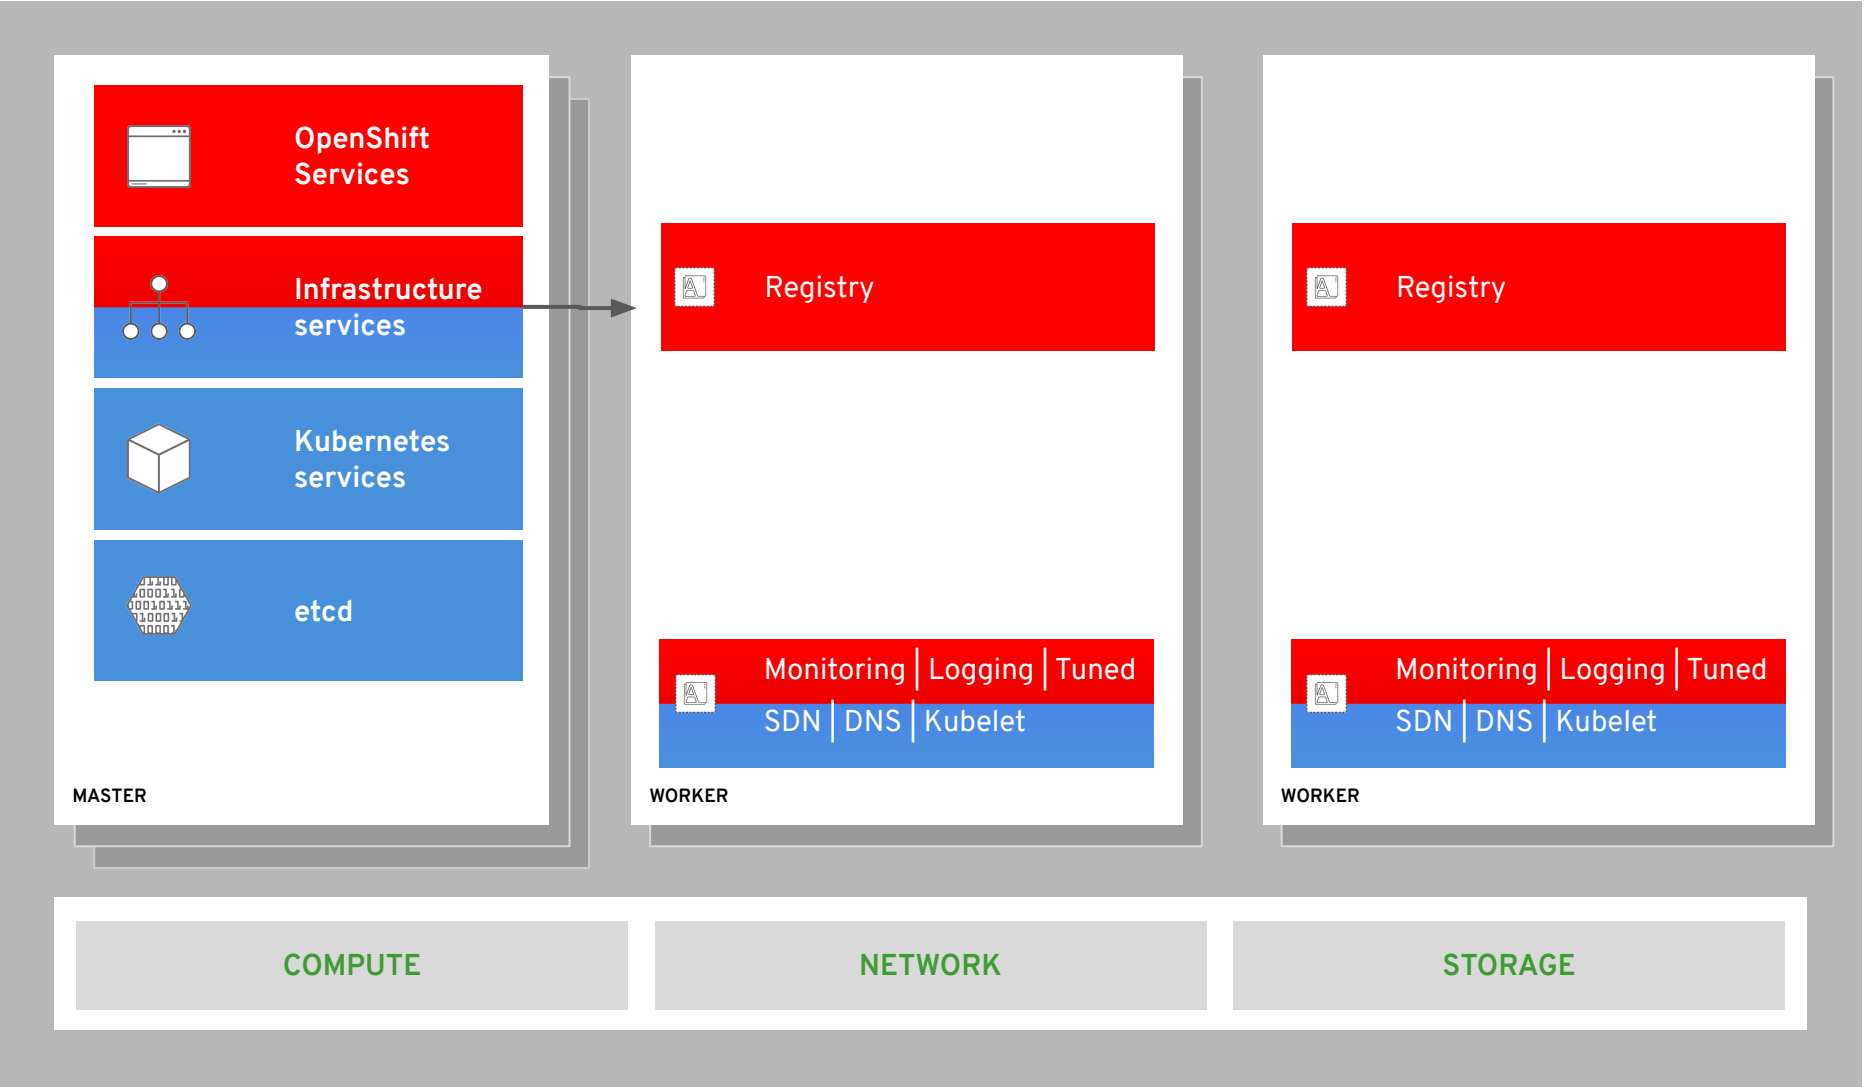 OpenShift
Services
Infrastructure
services
Kubernetes
services
etcd
MASTER
Registry
Monitoring | Logging | Tuned
SDN | DNS | Kubelet
WORKER
Registry
Monitoring | Logging | Tuned
SDN | DNS | Kubelet
WORKER
COMPUTE
NETWORK
STORAGE